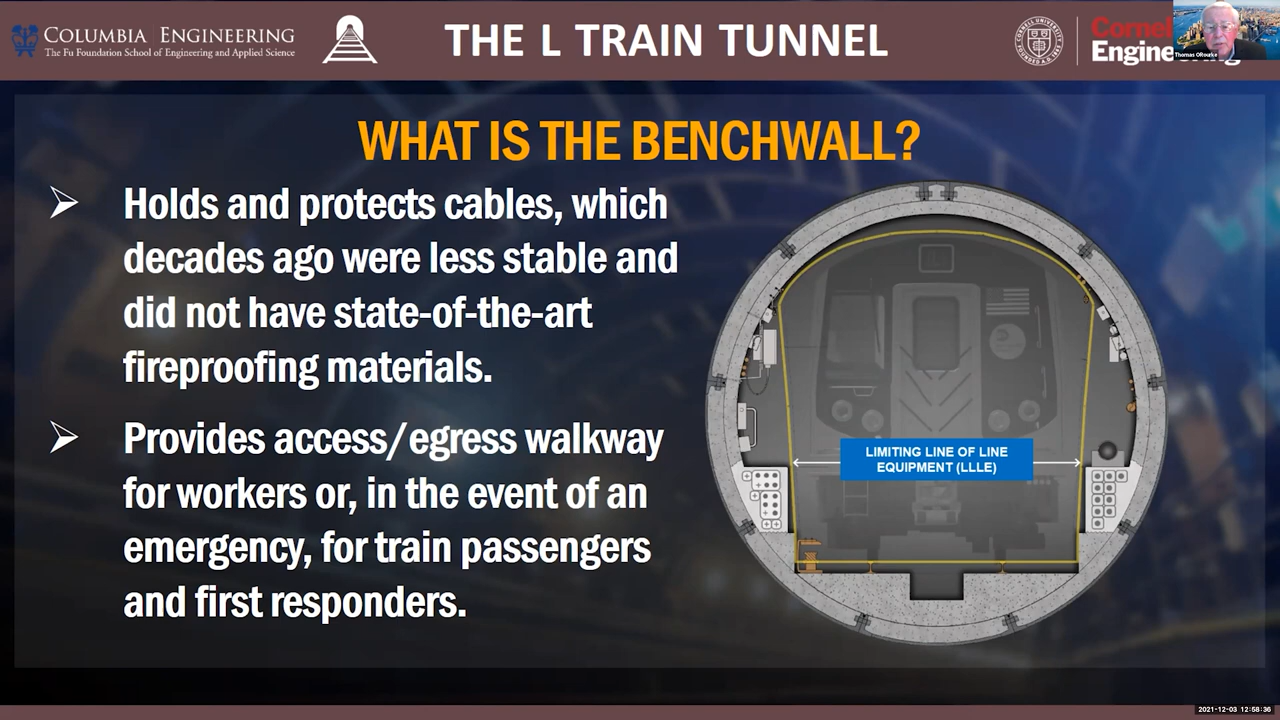 COLUMBIA ENGINEERING
The Fu Foundation School of Engineering and Applied Science
THE L TRAIN TUNNEL
Cornel
Engineering
Thomas ORourke
WHAT IS THE BENCHWALL?
Holds and protects cables, which
decades ago were less stable and
did not have state-of-the-art
fireproofing materials.
Provides access/egress walkway
for workers or, in the event of an
emergency, for train passengers
and first responders.
LIMITING LINE OF LINE
EQUIPMENT (LLLE)
2021-12-03 12:58:36